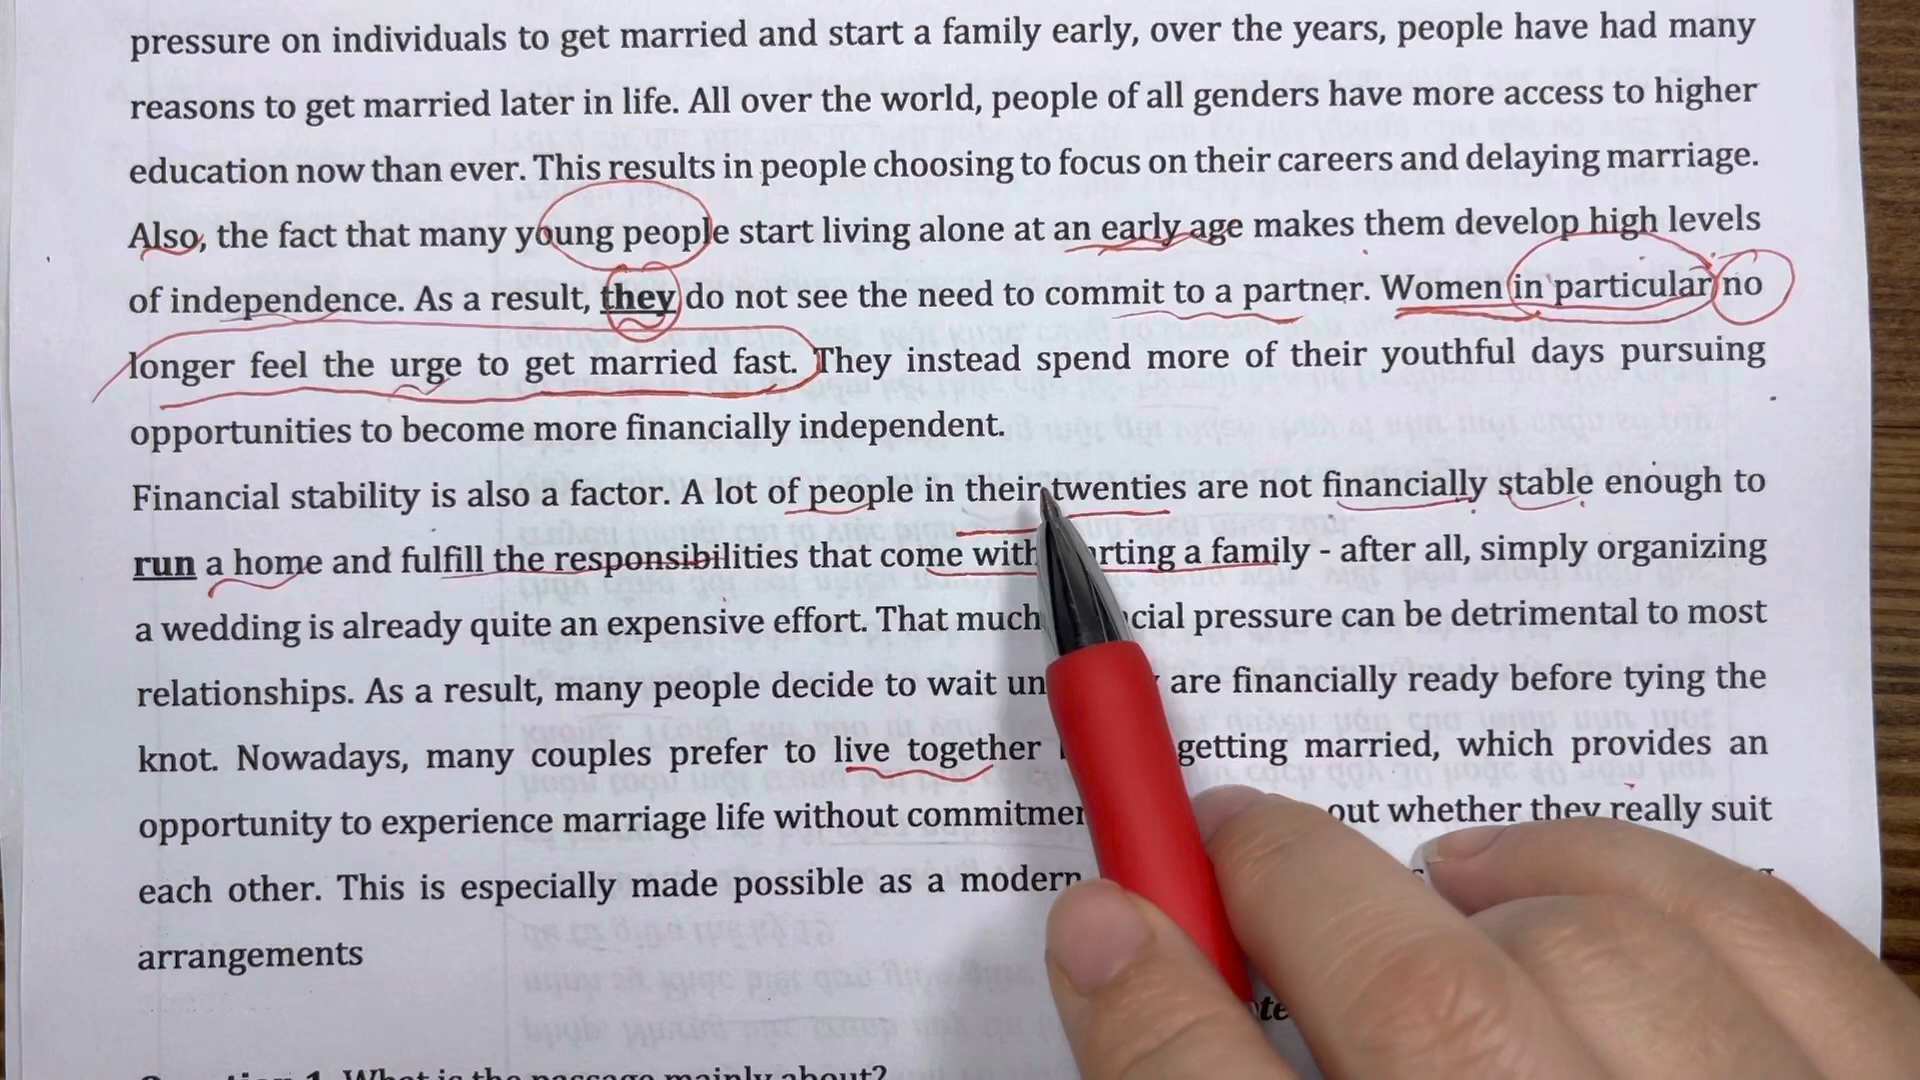 pressure on individuals to get married and start a family early, over the years, people have had many
reasons to get married later in life. All over the world, people of all genders have more access to higher
education now than ever. This results in people choosing to focus on their careers and delaying marriage.
Also, the fact that many young people start living alone at an early age makes them develop high levels
of independence. As a result, they do not see the need to commit to a partner. Women in particular no
longer feel the urge to get married fast. They instead spend more of their youthful days pursuing
opportunities to become more financially independent.
Financial stability is also a factor. A lot of people in their twenties are not financially stable enough to
run a home and fulfill the responsibilities that come with a family - after all, simply organizing
a wedding is already quite an expensive effort. That much pressure can be detrimental to most
relationships. As a result, many people decide to wait are financially ready before tying the
knot. Nowadays, many couples prefer to live together getting married, which provides an
opportunity to experience marriage life without out whether they really suit
each other. This is especially made possible as a modern
arrangements
1. What is the passage mainly about?